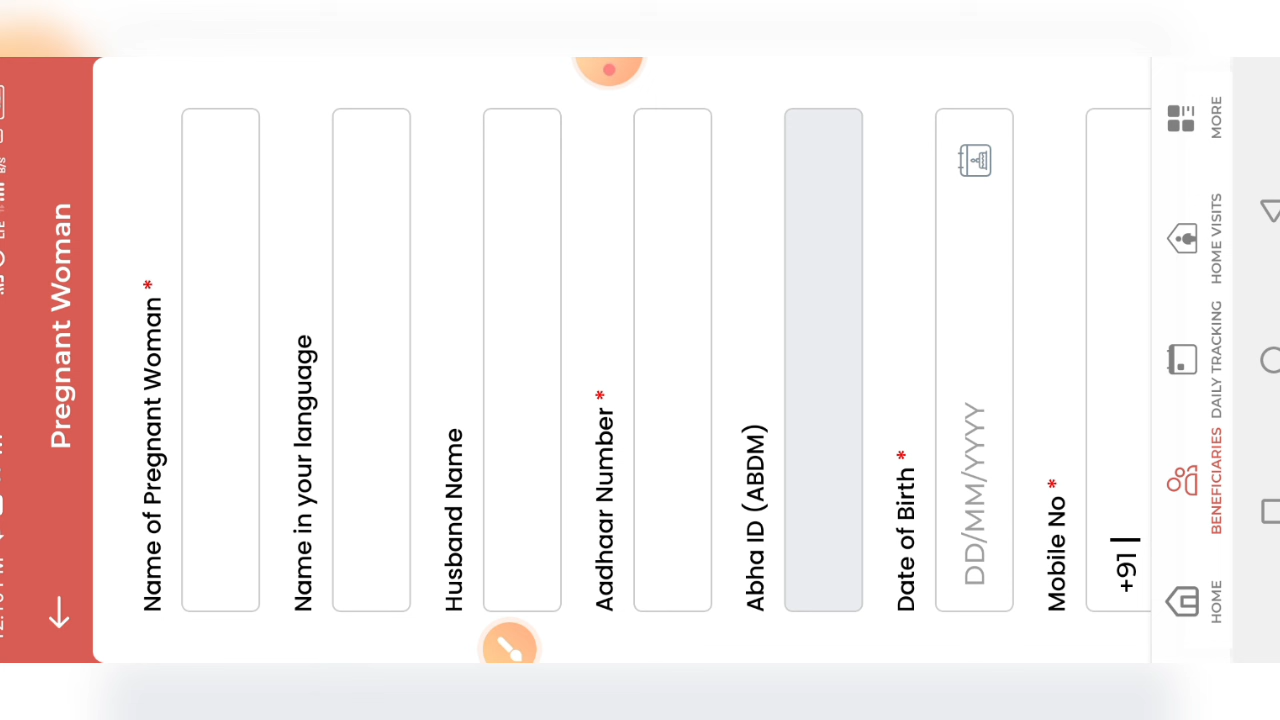 Pregnant Woman
Name of Pregnant Woman *
Name in your language
Husband Name
Aadhaar Number *
Abha ID (ABDM)
Date of Birth *
DD/MM/YYYY
Mobile No *
+91
HOME
BENEFICIARIES
DAILY TRACKING
HOME VISITS
MORE